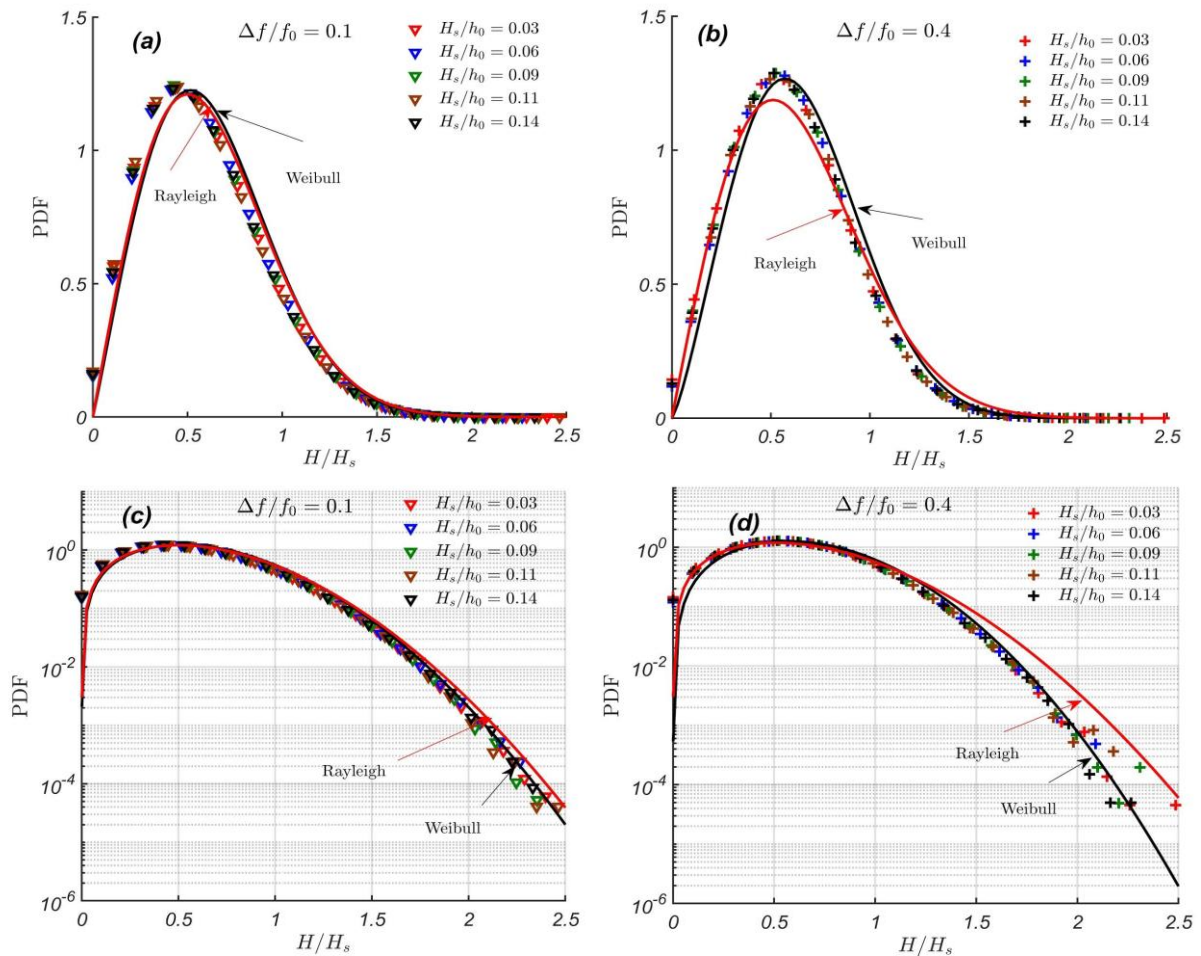 (a)
Δf/f₀ = 0.1
H_s/h₀ = 0.03
H_s/h₀ = 0.06
H_s/h₀ = 0.09
H_s/h₀ = 0.11
H_s/h₀ = 0.14
Weibull
Rayleigh
PDF
1.5
1
0.5
0
0 0.5 1 1.5 2 2.5
H/H_s
(b)
Δf/f₀ = 0.4
H_s/h₀ = 0.03
H_s/h₀ = 0.06
H_s/h₀ = 0.09
H_s/h₀ = 0.11
H_s/h₀ = 0.14
Weibull
Rayleigh
PDF
1.5
1
0.5
0
0 0.5 1 1.5 2 2.5
H/H_s
(c)
Δf/f₀ = 0.1
H_s/h₀ = 0.03
H_s/h₀ = 0.06
H_s/h₀ = 0.09
H_s/h₀ = 0.11
H_s/h₀ = 0.14
Rayleigh
Weibull
PDF
10⁰
10⁻²
10⁻⁴
10⁻⁶
0 0.5 1 1.5 2 2.5
H/H_s
(d)
Δf/f₀ = 0.4
H_s/h₀ = 0.03
H_s/h₀ = 0.06
H_s/h₀ = 0.09
H_s/h₀ = 0.11
H_s/h₀ = 0.14
Rayleigh
Weibull
PDF
10⁰
10⁻²
10⁻⁴
10⁻⁶
0 0.5 1 1.5 2 2.5
H/H_s